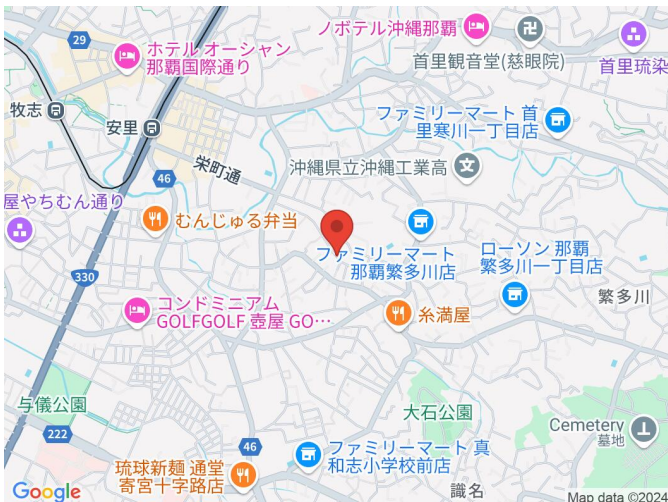 ノボテル沖縄那覇
29
ホテル オーシャン
那覇国際通り
首里観音堂(慈眼院)
首里琉染
牧志
安里
ファミリーマート 首
里寒川一丁目店
栄町通
沖縄県立沖縄工業高
46
屋やちむん通り
むんじゅる弁当
ファミリーマート
那覇繁多川店
ローソン 那覇
繁多川一丁目店
330
繁多川
コンドミニアム
GOLFGOLF 壺屋 GO…
糸満屋
与儀公園
大石公園
222
Cemetery
墓地
46
ファミリーマート 真
和志小学校前店
琉球新麺 通堂
寄宮十字路店
識名
Google
Map data ©2024